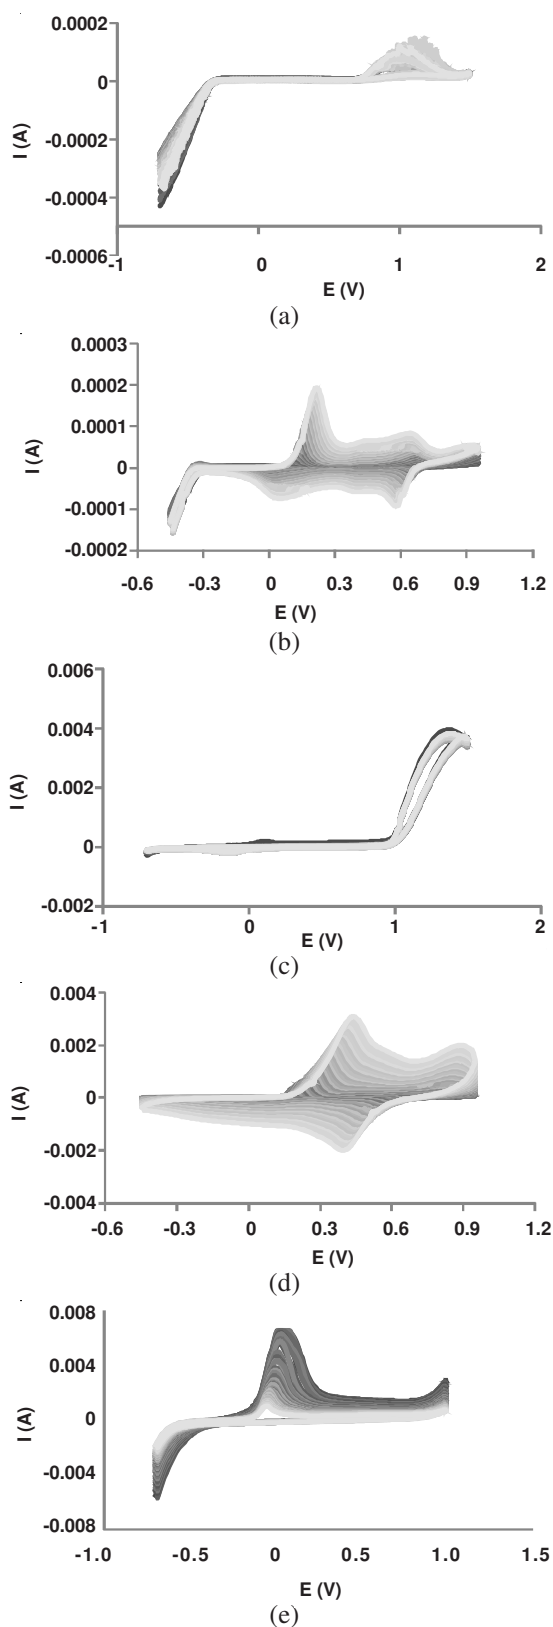 0.0002
0
-0.0002
-0.0004
-0.0006
I (A)
-1 0 1 2
E (V)
(a)
0.0003
0.0002
0.0001
0
-0.0001
-0.0002
I (A)
-0.6 -0.3 0 0.3 0.6 0.9 1.2
E (V)
(b)
0.006
0.004
0.002
0
-0.002
I (A)
-1 0 1 2
E (V)
(c)
0.004
0.002
0
-0.002
-0.004
I (A)
-0.6 -0.3 0 0.3 0.6 0.9 1.2
E (V)
(d)
0.008
0.004
0
-0.004
-0.008
I (A)
-1.0 -0.5 0 0.5 1.0 1.5
E (V)
(e)